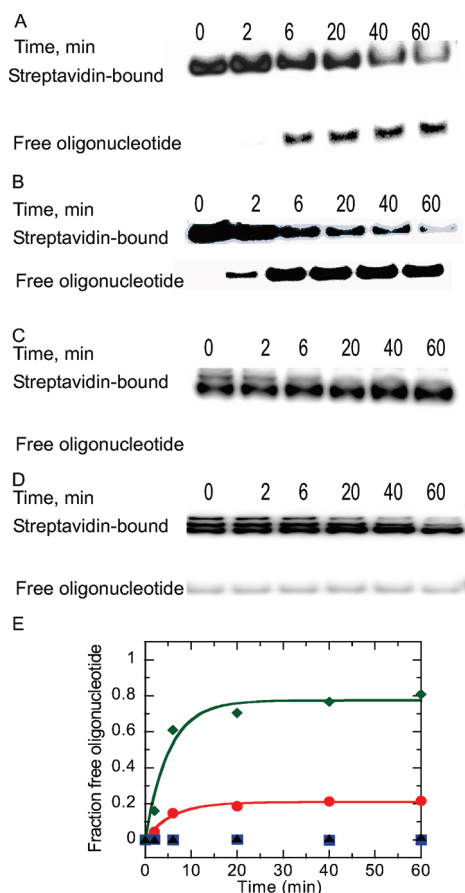 A
Time, min 0 2 6 20 40 60
Streptavidin-bound
Free oligonucleotide
B
Time, min 0 2 6 20 40 60
Streptavidin-bound
Free oligonucleotide
C
Time, min 0 2 6 20 40 60
Streptavidin-bound
Free oligonucleotide
D
Time, min 0 2 6 20 40 60
Streptavidin-bound
Free oligonucleotide
E
Fraction free oligonucleotide
1
0.8
0.6
0.4
0.2
0
0 10 20 30 40 50 60
Time (min)